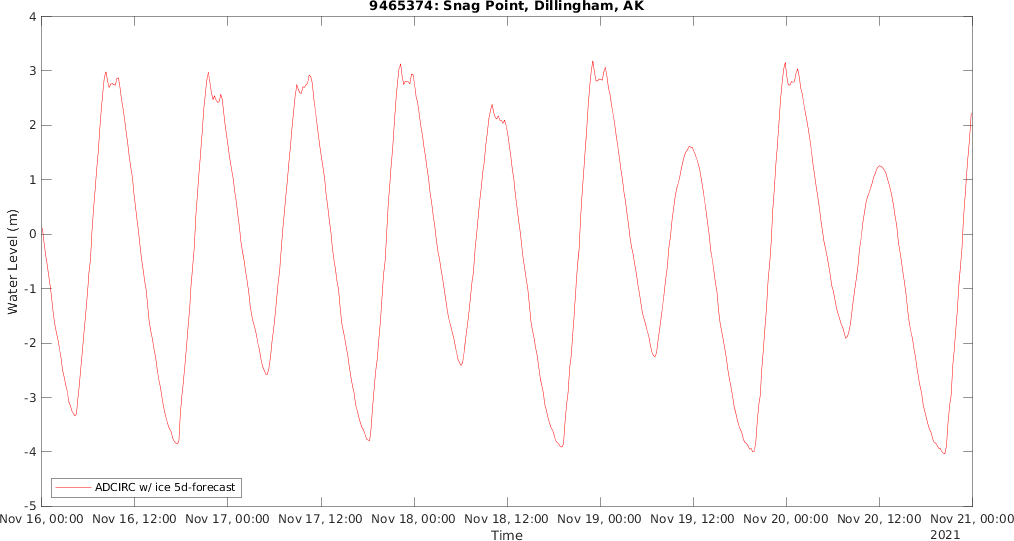 9465374: Snag Point, Dillingham, AK
4
3
2
1
0
-1
-2
-3
-4
-5
Water Level (m)
ADCIRC w/ ice 5d-forecast
Nov 16, 00:00 Nov 16, 12:00 Nov 17, 00:00 Nov 17, 12:00 Nov 18, 00:00 Nov 18, 12:00 Nov 19, 00:00 Nov 19, 12:00 Nov 20, 00:00 Nov 20, 12:00 Nov 21, 00:00
Time
2021